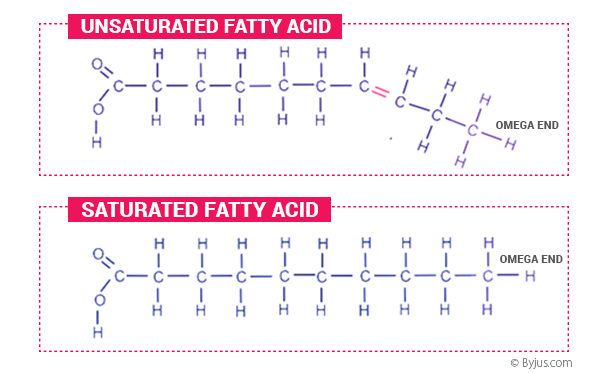 UNSATURATED FATTY ACID
H H H H H H
O H
H
C C C C C C C
C H
O C
H H H H H
C OMEGA END
H H H
H
SATURATED FATTY ACID
H H H H H H H H H
O OMEGA END
C C C C C C C C C C H
O
H H H H H H H H H
H
© Byjus.com